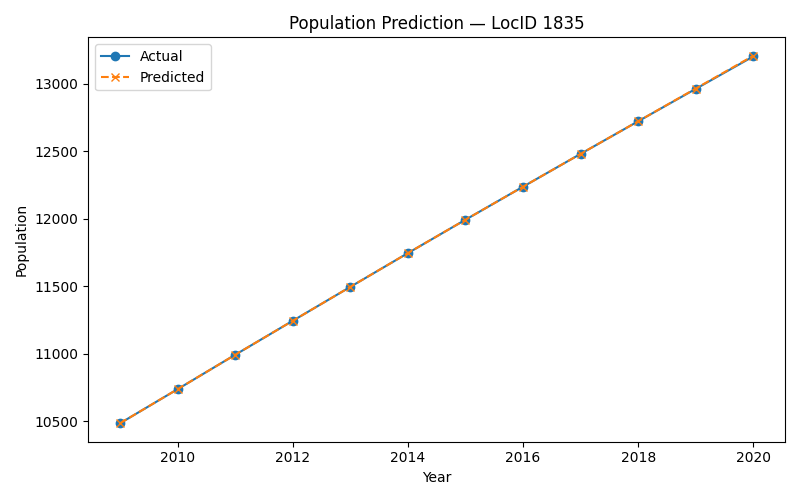 Population Prediction — LocID 1835
Actual
Predicted
13000
12500
12000
11500
11000
10500
Population
2010 2012 2014 2016 2018 2020
Year